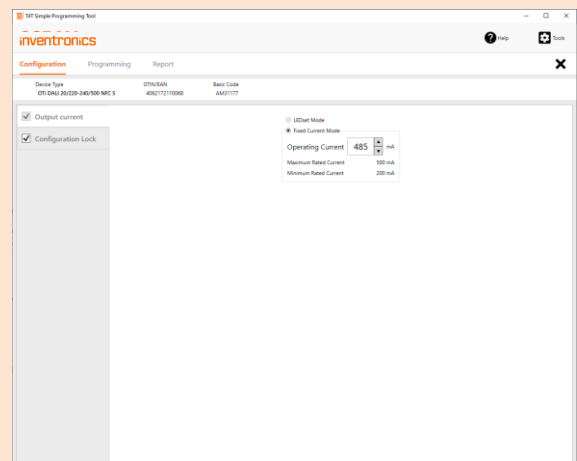 T4T Simple Programming Tool
inventronics
Help
Tools
Configuration Programming Report
Device Type GTIN/EAN Basic Code
OTi DALI 20/220-240/500 NFC S 4062172110068 AM31177
Output current
Configuration Lock
LEDset Mode
Fixed Current Mode
Operating Current 485 mA
Maximum Rated Current 500 mA
Minimum Rated Current 200 mA